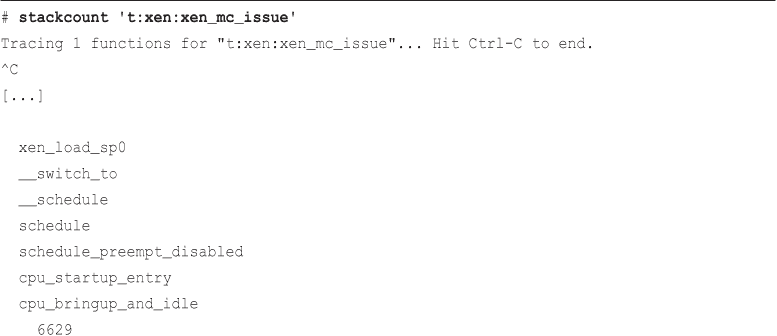 # stackcount 't:xen:xen_mc_issue'
Tracing 1 functions for "t:xen:xen_mc_issue"... Hit Ctrl-C to end.
^C
[...]
xen_load_sp0
__switch_to
__schedule
schedule
schedule_preempt_disabled
cpu_startup_entry
cpu_bringup_and_idle
6629